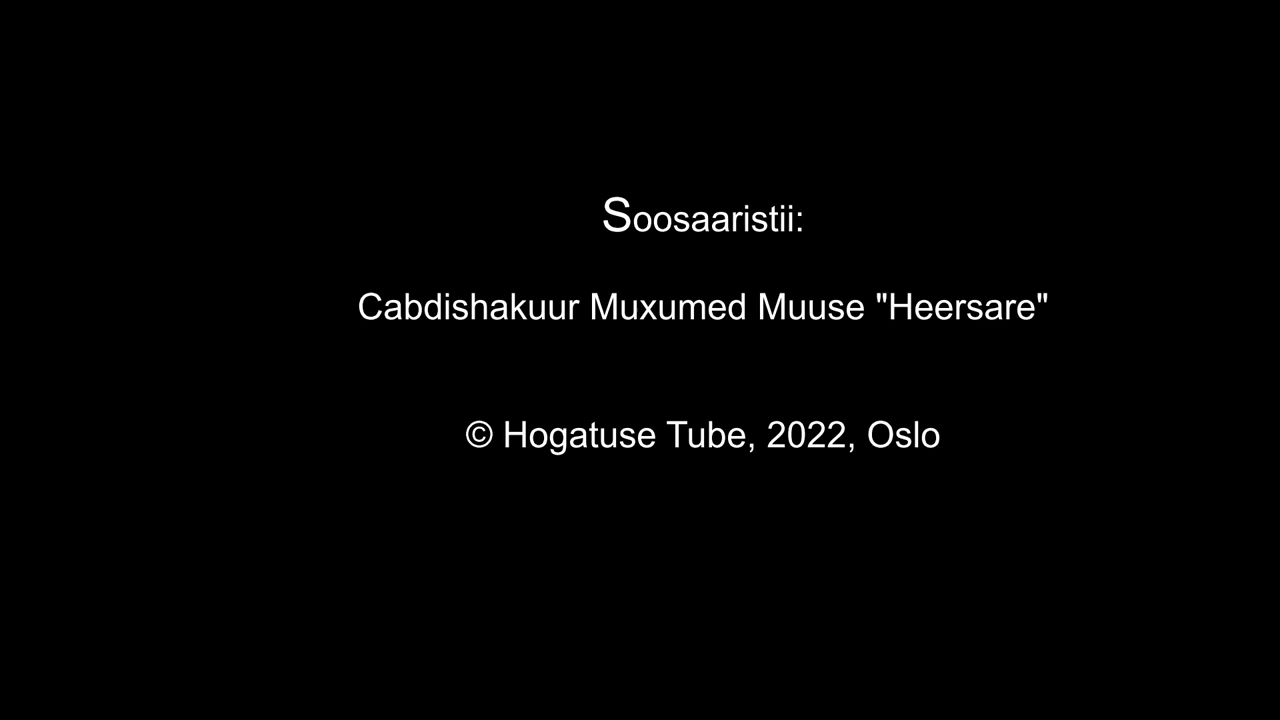 Soosaaristii:
Cabdishakuur Muxumed Muuse "Heersare"
© Hogatuse Tube, 2022, Oslo